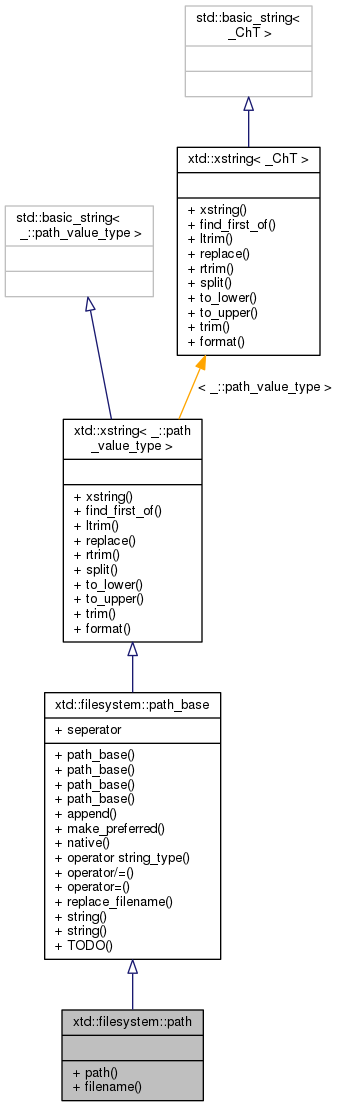 std::basic_string<
_ChT >
xtd::xstring< _ChT >
+ xstring()
+ find_first_of()
+ ltrim()
+ replace()
+ rtrim()
+ split()
+ to_lower()
+ to_upper()
+ trim()
+ format()
std::basic_string<
_::path_value_type >
< _::path_value_type >
xtd::xstring< _::path
_value_type >
+ xstring()
+ find_first_of()
+ ltrim()
+ replace()
+ rtrim()
+ split()
+ to_lower()
+ to_upper()
+ trim()
+ format()
xtd::filesystem::path_base
+ seperator
+ path_base()
+ path_base()
+ path_base()
+ path_base()
+ append()
+ make_preferred()
+ native()
+ operator string_type()
+ operator/=()
+ operator=()
+ replace_filename()
+ string()
+ string()
+ TODO()
xtd::filesystem::path
+ path()
+ filename()